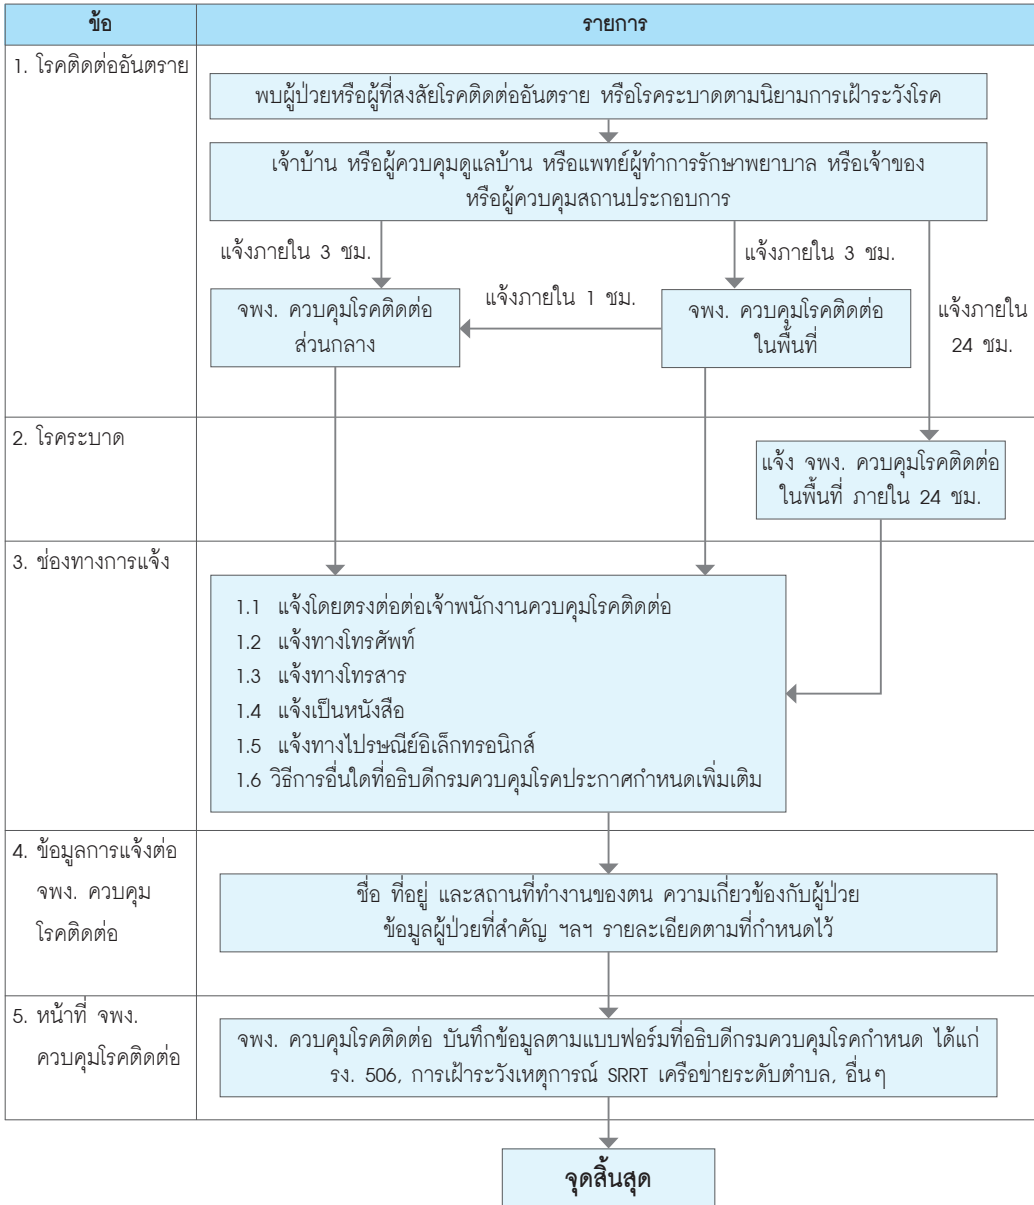 ข้อ
รายการ
1. โรคติดต่ออันตราย
พบผู้ป่วยหรือผู้ที่สงสัยโรคติดต่ออันตราย หรือโรคระบาดตามนิยามการเฝ้าระวังโรค
เจ้าบ้าน หรือผู้ควบคุมดูแลบ้าน หรือแพทย์ผู้ทำการรักษาพยาบาล หรือเจ้าของ
หรือผู้ควบคุมสถานประกอบการ
แจ้งภายใน 3 ชม.
แจ้งภายใน 3 ชม.
จพง. ควบคุมโรคติดต่อ
ส่วนกลาง
แจ้งภายใน 1 ชม.
จพง. ควบคุมโรคติดต่อ
ในพื้นที่
แจ้งภายใน
24 ชม.
2. โรคระบาด
แจ้ง จพง. ควบคุมโรคติดต่อ
ในพื้นที่ ภายใน 24 ชม.
3. ช่องทางการแจ้ง
1.1 แจ้งโดยตรงต่อต่อเจ้าพนักงานควบคุมโรคติดต่อ
1.2 แจ้งทางโทรศัพท์
1.3 แจ้งทางโทรสาร
1.4 แจ้งเป็นหนังสือ
1.5 แจ้งทางไปรษณีย์อิเล็กทรอนิกส์
1.6 วิธีการอื่นใดที่อธิบดีกรมควบคุมโรคประกาศกำหนดเพิ่มเติม
4. ข้อมูลการแจ้งต่อ
จพง. ควบคุม
โรคติดต่อ
ชื่อ ที่อยู่ และสถานที่ทำงานของตน ความเกี่ยวข้องกับผู้ป่วย
ข้อมูลผู้ป่วยที่สำคัญ ฯลฯ รายละเอียดตามที่กำหนดไว้
5. หน้าที่ จพง.
ควบคุมโรคติดต่อ
จพง. ควบคุมโรคติดต่อ บันทึกข้อมูลตามแบบฟอร์มที่อธิบดีกรมควบคุมโรคกำหนด ได้แก่
รง. 506, การเฝ้าระวังเหตุการณ์ SRRT เครือข่ายระดับตำบล, อื่นๆ
จุดสิ้นสุด